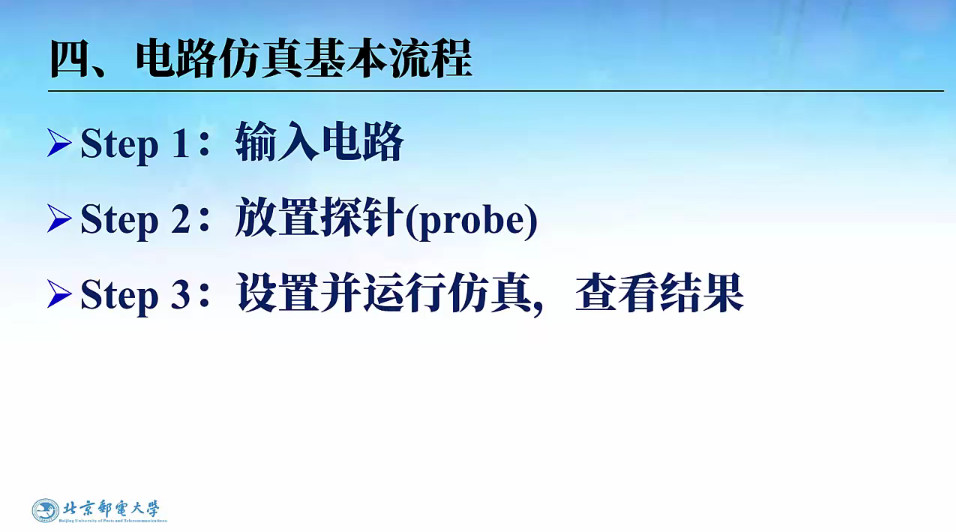 四、电路仿真基本流程
Step 1：输入电路
Step 2：放置探针(probe)
Step 3：设置并运行仿真，查看结果
北京邮电大学
Beijing University of Posts and Telecommunications